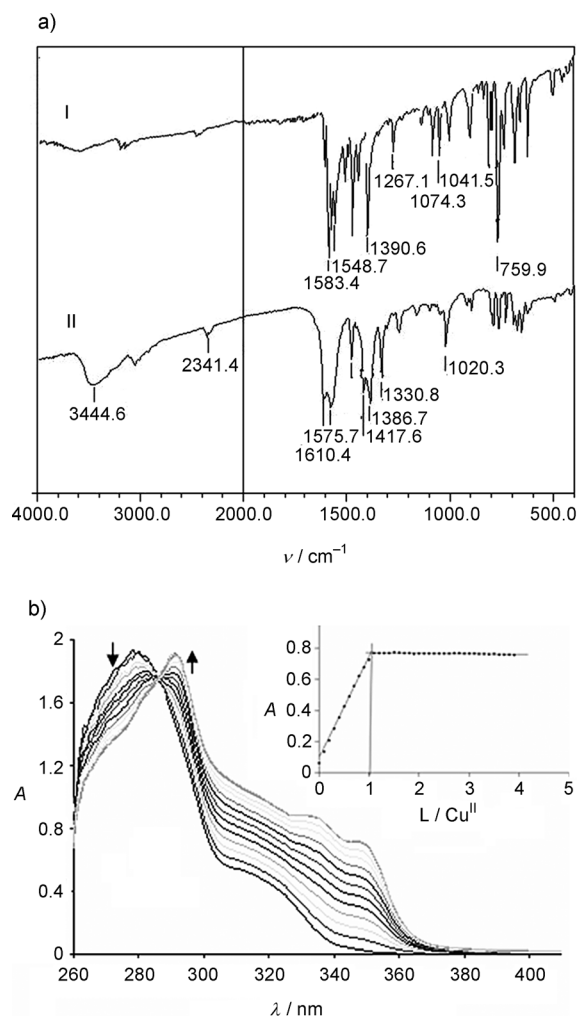 a)
I
1267.1
1041.5
1074.3
1390.6
1548.7
1583.4
759.9
II
2341.4
3444.6
1020.3
1330.8
1386.7
1575.7
1417.6
1610.4
4000.0 3000.0 2000.0 1500.0 1000.0 500.0
ν / cm–1
b)
2
1.6
1.2
A
0.8
0.4
0
260 280 300 320 340 360 380 400
λ / nm
0.8
0.6
A
0.4
0.2
0
0 1 2 3 4 5
L / CuII